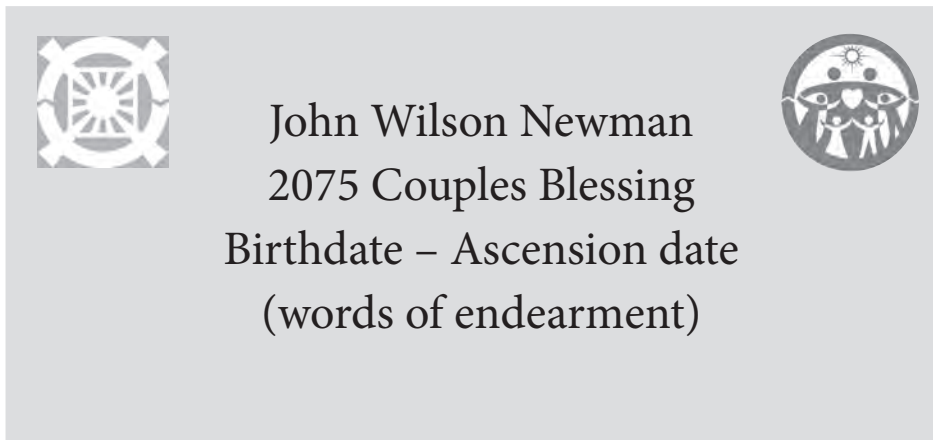 John Wilson Newman
2075 Couples Blessing
Birthdate – Ascension date
(words of endearment)